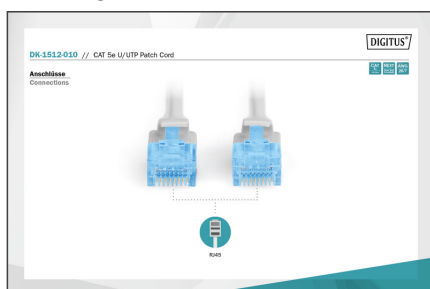 DIGITUS®
DK-1512-010 // CAT 5e U/UTP Patch Cord
Anschlüsse
Connections
RJ45